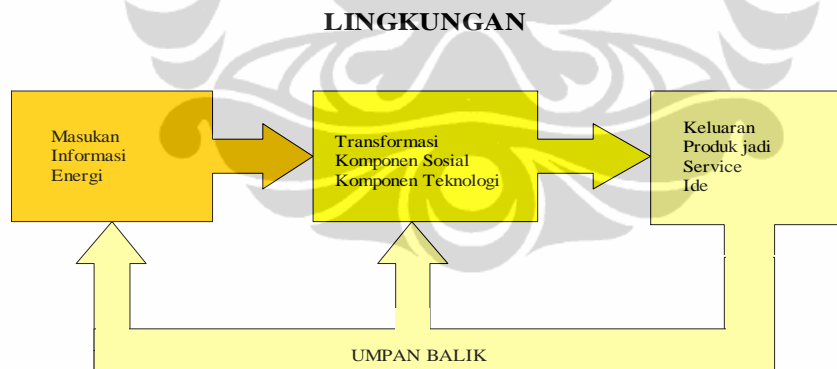 LINGKUNGAN
Masukan
Informasi
Energi
Transformasi
Komponen Sosial
Komponen Teknologi
Keluaran
Produk jadi
Service
Ide
UMPAN BALIK